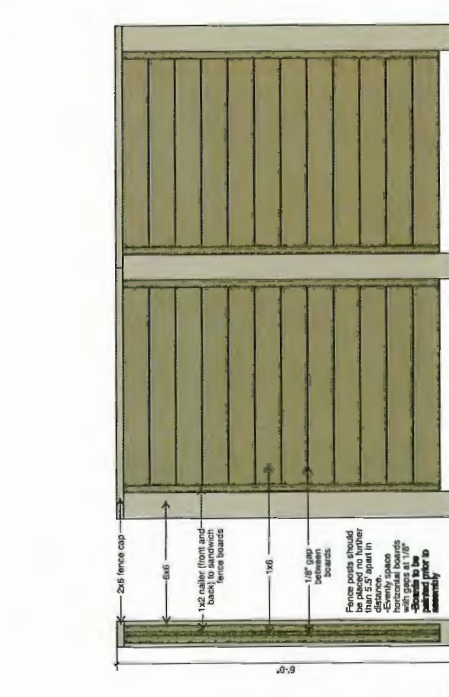 2x6 fence cap
6x6
1x2 nailer (front and
back) to sandwich
fence boards
1x6
1/8" gap
between
boards
Fence posts should
be placed no further
than 5.5" apart in
distance.
-Evenly space
horizontal boards
with gaps at 1/8"
-Boards to be
painted prior to
assembly
6'-0"